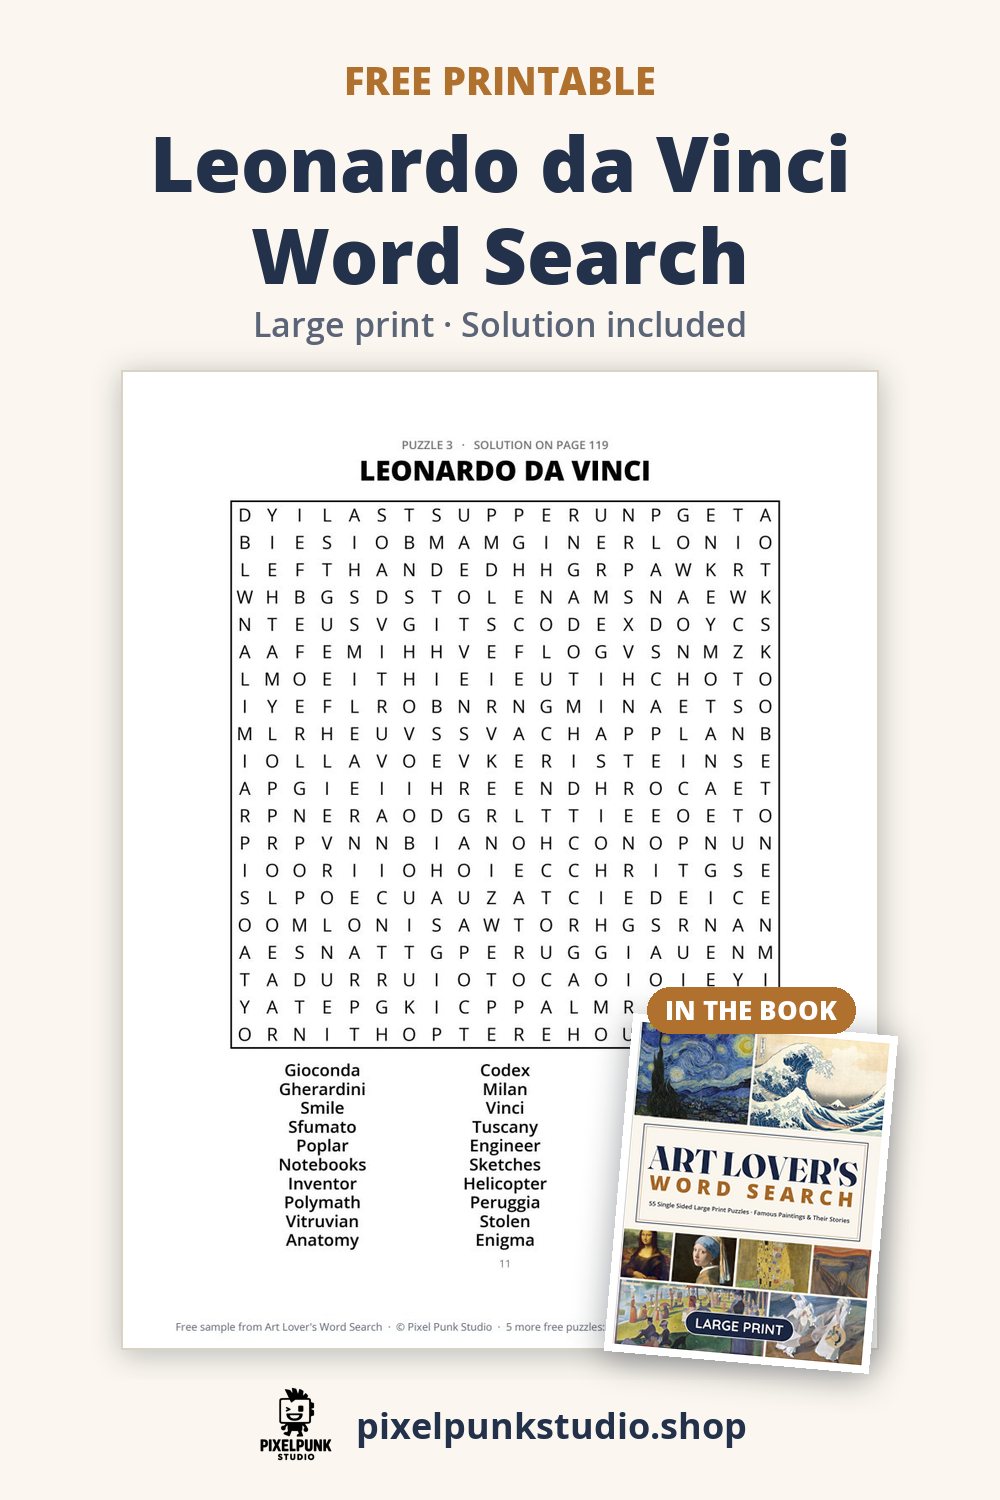 FREE PRINTABLE
Leonardo da Vinci
Word Search
Large print · Solution included
PUZZLE 3 · SOLUTION ON PAGE 119
LEONARDO DA VINCI
D Y I L A S T S U P P E R U N P G E T A
B I E S I O B M A M G I N E R L O N I O
L E F T H A N D E D H H G R P A W K R T
W H B G S D S T O L E N A M S N A E W K
N T E U S V G I T S C O D E X D O Y C S
A A F E M I H H V E F L O G V S N M Z K
L M O E I T H I E I E U T I H C H O T O
I Y E F L R O B N R N G M I N A E T S O
M L R H E U V S S V A C H A P P L A N B
I O L L A V O E V K E R I S T E I N S E
A P G I E I I H R E E N D H R O C A E T
R P N E R A O D G R L T T I E E O E T O
P R P V N N B I A N O H C O N O P N U N
I O O R I I O H O I E C C H R I T G S E
S L P O E C U A U Z A T C I E D E I C E
O O M L O N I S A W T O R H G S R N A N
A E S N A T T G P E R U G G I A U E N M
T A D U R R U I O T O C A O I O I E Y I
Y A T E P G K I C P P A L M R
O R N I T H O P T E R E H O U
IN THE BOOK
Gioconda
Gherardini
Smile
Sfumato
Poplar
Notebooks
Inventor
Polymath
Vitruvian
Anatomy
Codex
Milan
Vinci
Tuscany
Engineer
Sketches
Helicopter
Peruggia
Stolen
Enigma
11
ART LOVER'S
WORD SEARCH
55 Single Sided Large Print Puzzles · Famous Paintings & Their Stories
LARGE PRINT
Free sample from Art Lover's Word Search · © Pixel Punk Studio · 5 more free puzzles:
PIXELPUNK
STUDIO
pixelpunkstudio.shop